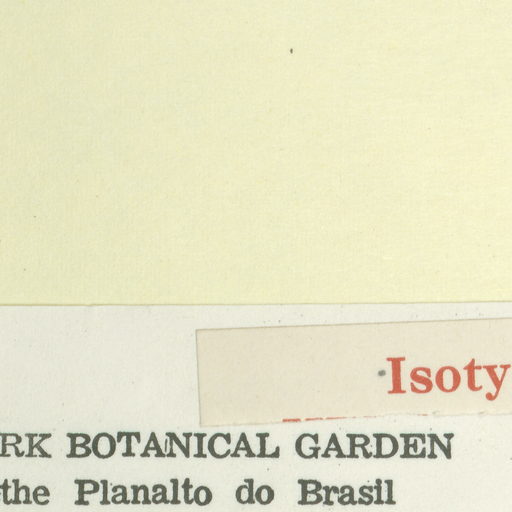 Isoty
RK BOTANICAL GARDEN
the Planalto do Brasil